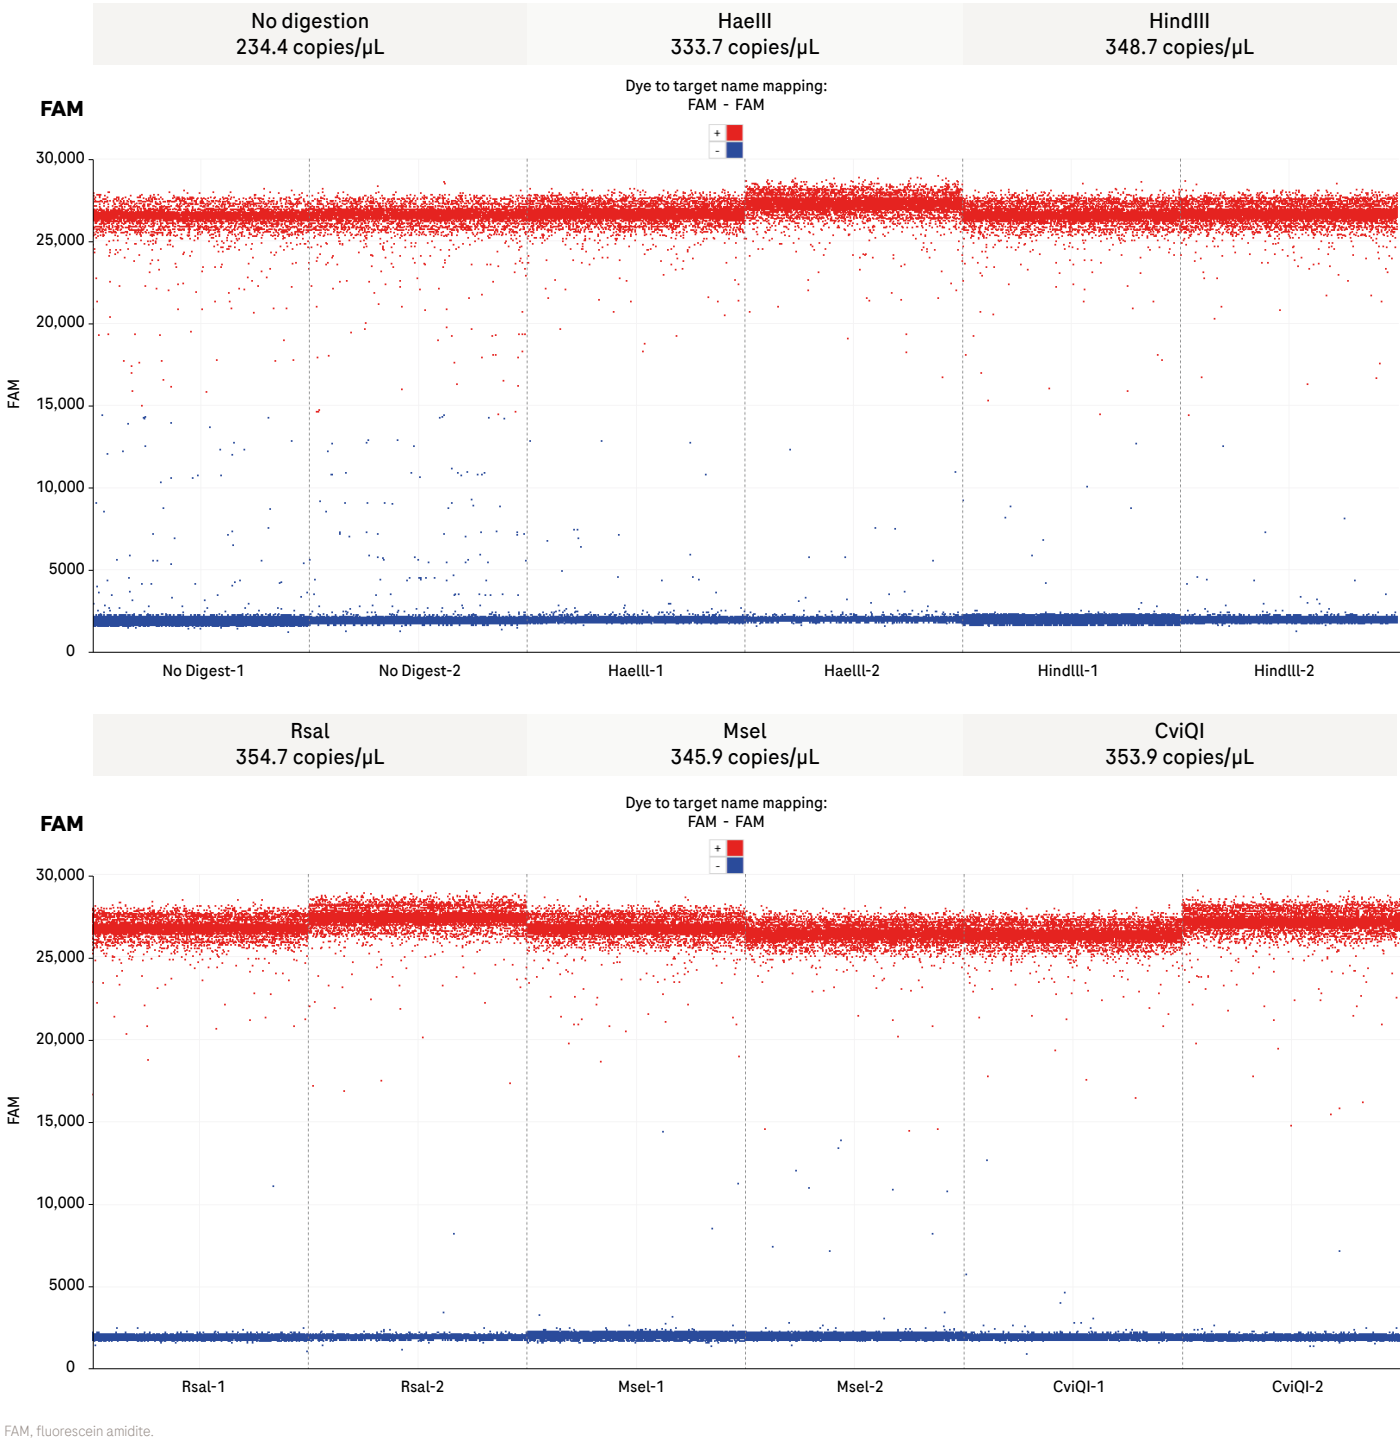 No digestion
234.4 copies/µL
HaeIII
333.7 copies/µL
HindIII
348.7 copies/µL
Dye to target name mapping:
FAM - FAM
FAM
+
-
30,000
25,000
20,000
15,000
10,000
5000
0
FAM
No Digest-1
No Digest-2
HaeIII-1
HaeIII-2
HindIII-1
HindIII-2
RsaI
354.7 copies/µL
MseI
345.9 copies/µL
CviQI
353.9 copies/µL
Dye to target name mapping:
FAM - FAM
FAM
+
-
30,000
25,000
20,000
15,000
10,000
5000
0
FAM
RsaI-1
RsaI-2
MseI-1
MseI-2
CviQI-1
CviQI-2
FAM, fluorescein amidite.